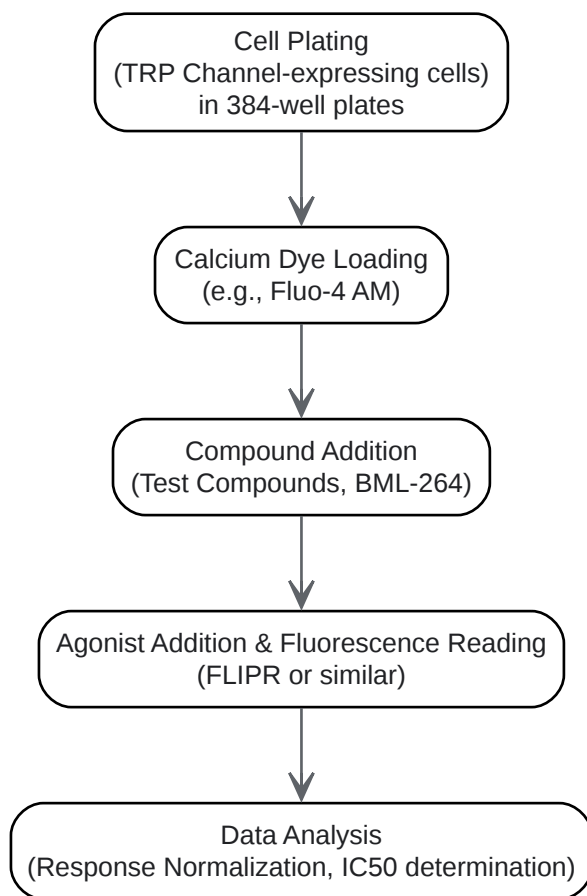 Cell Plating
(TRP Channel-expressing cells)
in 384-well plates
Calcium Dye Loading
(e.g., Fluo-4 AM)
Compound Addition
(Test Compounds, BML-264)
Agonist Addition & Fluorescence Reading
(FLIPR or similar)
Data Analysis
(Response Normalization, IC50 determination)